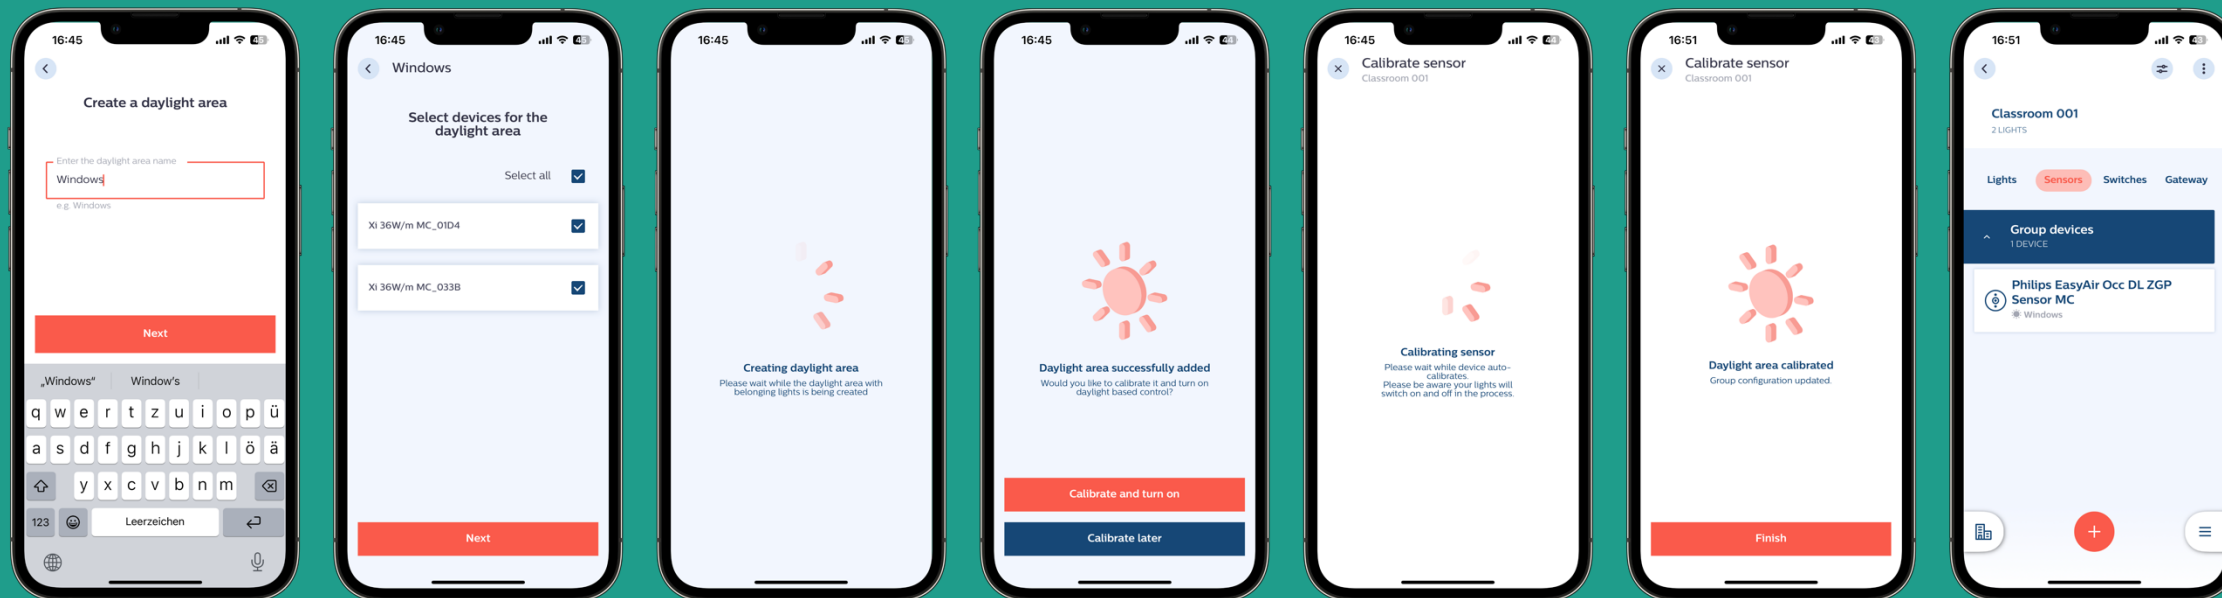 16:45
45
Create a daylight area
Enter the daylight area name
Windows
e.g. Windows
Next
„Windows“
Window's
q w e r t z u i o p ü
a s d f g h j k l ö ä
y x c v b n m
123
Leerzeichen
16:45
45
Windows
Select devices for the
daylight area
Select all
Xi 36W/m MC_01D4
Xi 36W/m MC_033B
Next
16:45
45
Creating daylight area
Please wait while the daylight area with
belonging lights is being created
16:45
Daylight area successfully added
Would you like to calibrate it and turn on
daylight based control?
Calibrate and turn on
Calibrate later
16:45
Calibrate sensor
Classroom 001
Calibrating sensor
Please wait while device auto-
calibrates.
Please be aware your lights will
switch on and off in the process.
16:51
43
Calibrate sensor
Classroom 001
Daylight area calibrated
Group configuration updated.
Finish
16:51
43
Classroom 001
2 LIGHTS
Lights
Sensors
Switches
Gateway
Group devices
1 DEVICE
Philips EasyAir Occ DL ZGP
Sensor MC
Windows